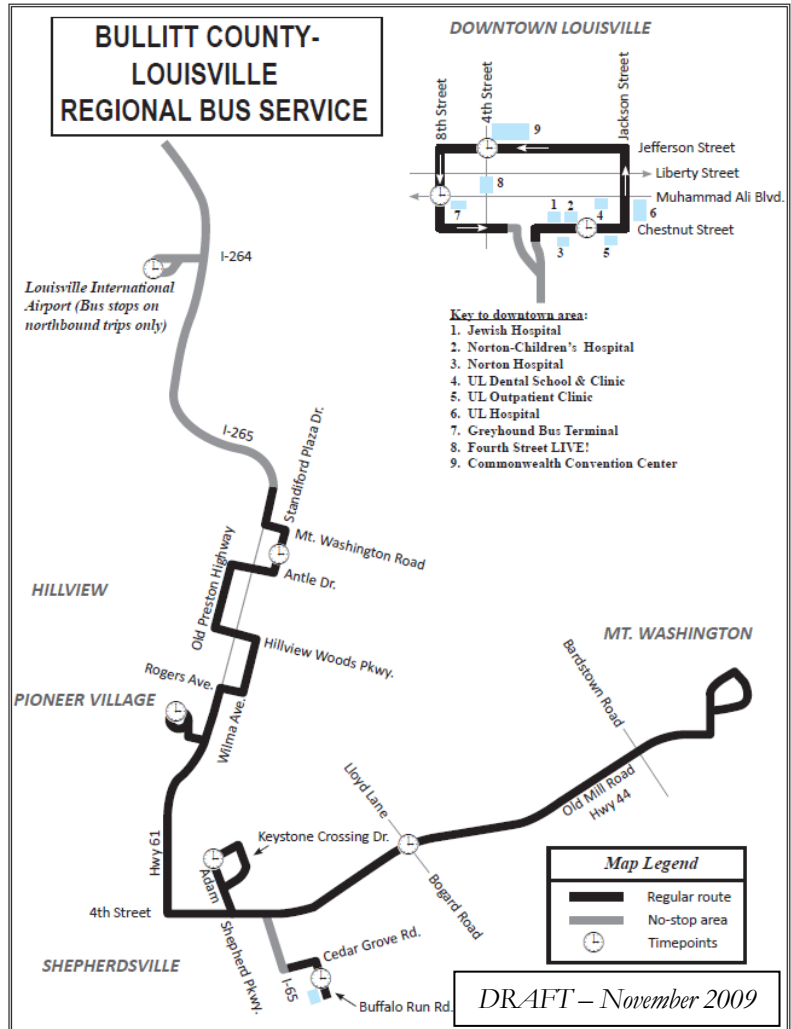 BULLITT COUNTY-
LOUISVILLE
REGIONAL BUS SERVICE
DOWNTOWN LOUISVILLE
8th Street
4th Street
Jackson Street
9
Jefferson Street
Liberty Street
8
Muhammad Ali Blvd.
7
1
2
4
6
Chestnut Street
3
5
I-264
Louisville International
Airport (Bus stops on
northbound trips only)
Key to downtown area:
1. Jewish Hospital
2. Norton-Children's Hospital
3. Norton Hospital
4. UL Dental School & Clinic
5. UL Outpatient Clinic
6. UL Hospital
7. Greyhound Bus Terminal
8. Fourth Street LIVE!
9. Commonwealth Convention Center
I-265
Standiford Plaza Dr.
Mt. Washington Road
Old Preston Highway
Antle Dr.
HILLVIEW
Hillview Woods Pkwy.
MT. WASHINGTON
Rogers Ave.
Bardstown Road
PIONEER VILLAGE
Wilma Ave.
Lloyd Lane
Old Mill Road
Hwy 44
Hwy 61
Keystone Crossing Dr.
Adam
Shepherd Pkwy.
Bogard Road
4th Street
Map Legend
Regular route
No-stop area
Timepoints
Cedar Grove Rd.
SHEPHERDSVILLE
I-65
Buffalo Run Rd.
DRAFT – November 2009